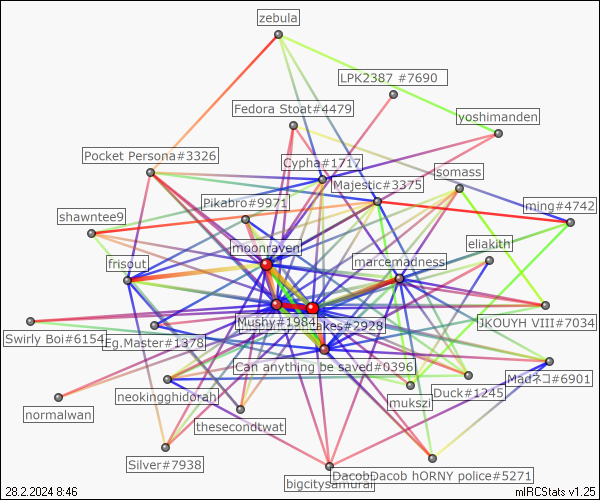 zebula
LPK2387 #7690
Fedora Stoat#4479
yoshimanden
Pocket Persona#3326
Cypha#1717
somass
Majestic#3375
Pikabro#9971
ming#4742
shawntee9
moonraven
eliakith
frisout
marcemadness
Mushy#1984
akes#2928
JKOUYH VIII#7034
Swirly Boi#6154
Eg.Master#1378
Can anything be saved#0396
Madネコ#6901
neokingghidorah
Duck#1245
mukszi
normalwan
thesecondtwat
Silver#7938
DacobDacob hORNY police#5271
bigcitysamurai
28.2.2024 8:46
mIRCStats v1.25